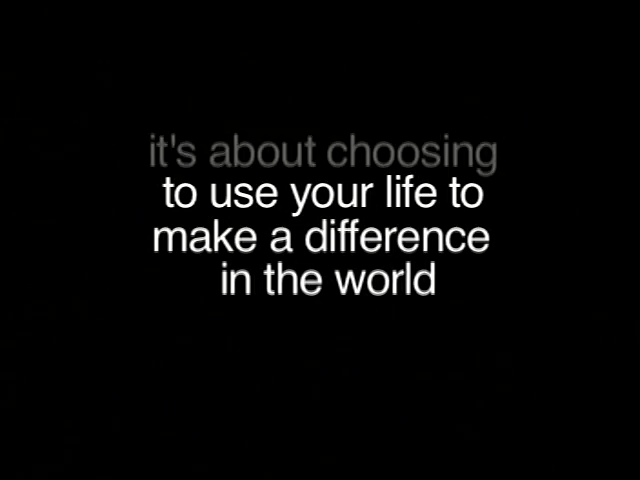 it's about choosing
to use your life to
make a difference
in the world